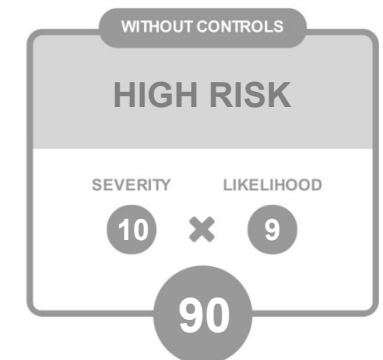 WITHOUT CONTROLS
HIGH RISK
SEVERITY LIKELIHOOD
10 × 9
90